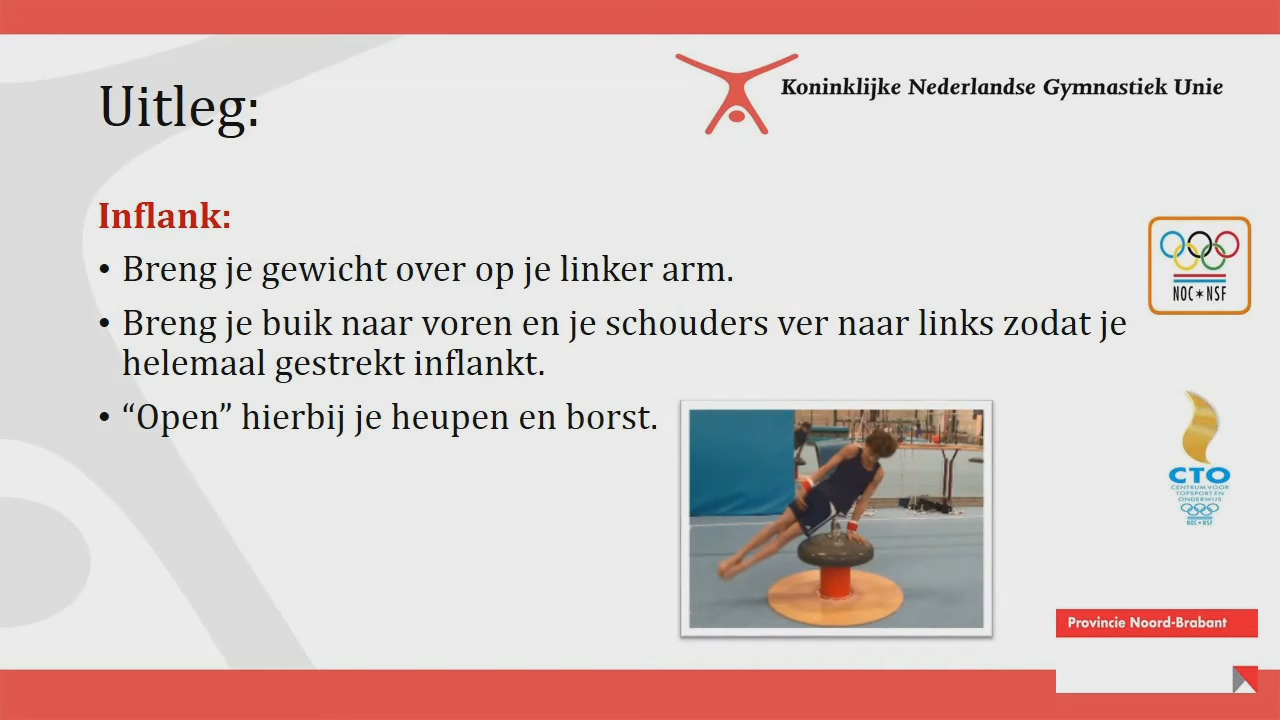 Koninklijke Nederlandse Gymnastiek Unie
Uitleg:
Inflank:
• Breng je gewicht over op je linker arm.
• Breng je buik naar voren en je schouders ver naar links zodat je
helemaal gestrekt inflankt.
• “Open” hierbij je heupen en borst.
NOC*NSF
CTO
CENTRUM VOOR
TOPSPORT EN
ONDERWIJS
NOC*NSF
Provincie Noord-Brabant